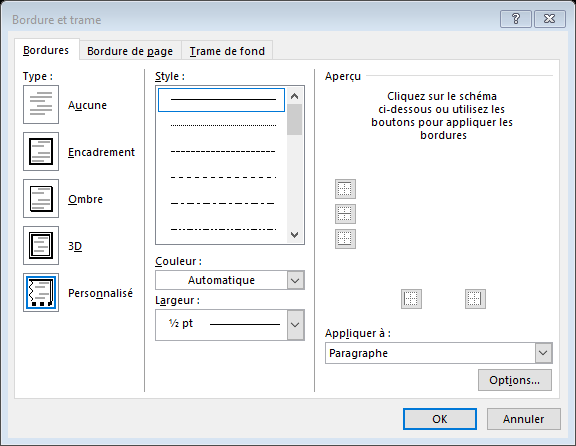 Bordure et trame
Bordures
Bordure de page
Trame de fond
Type :
Aucune
Encadrement
Ombre
3D
Personnalisé
Style :
Couleur :
Automatique
Largeur :
½ pt
Aperçu
Cliquez sur le schéma
ci-dessous ou utilisez les
boutons pour appliquer les
bordures
Appliquer à :
Paragraphe
Options...
OK
Annuler